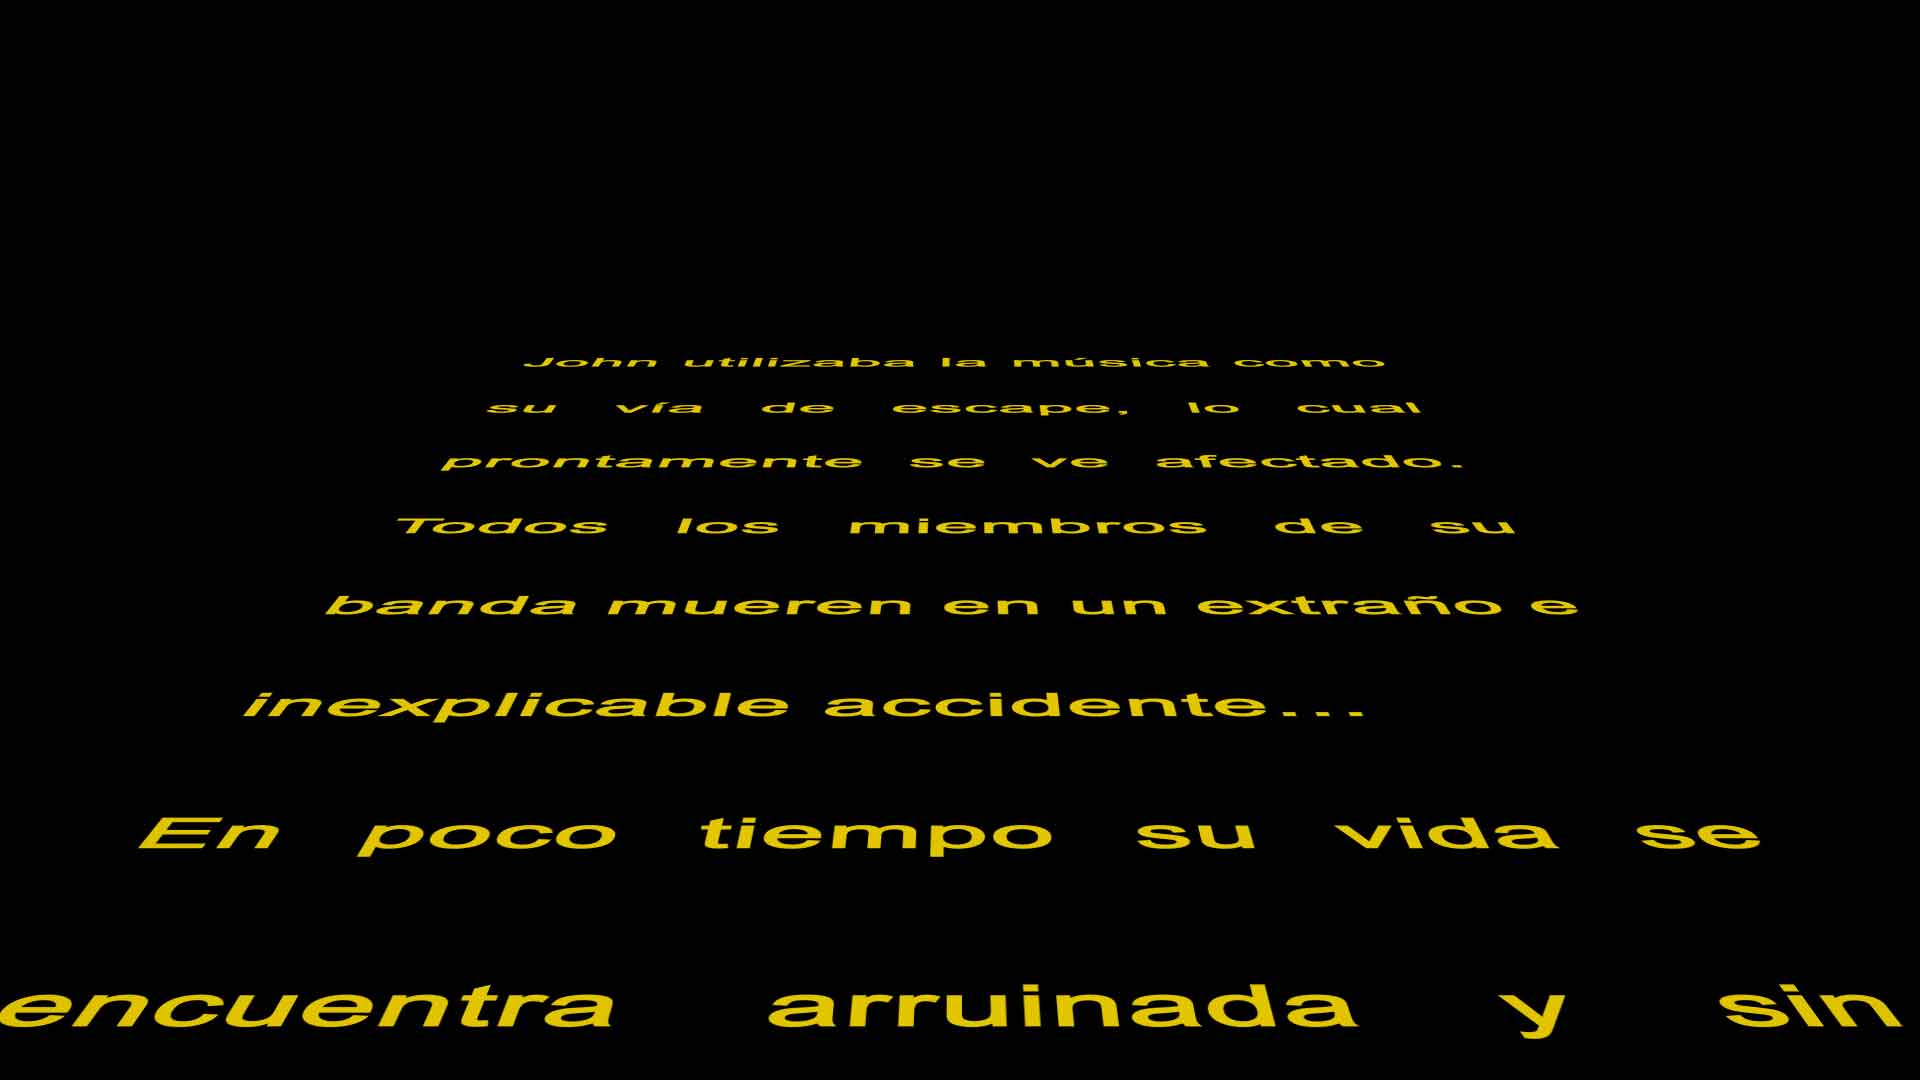 John utilizaba la música como
su vía de escape, lo cual
prontamente se ve afectado.
Todos los miembros de su
banda mueren en un extraño e
inexplicable accidente...
En poco tiempo su vida se
encuentra arruinada y sin